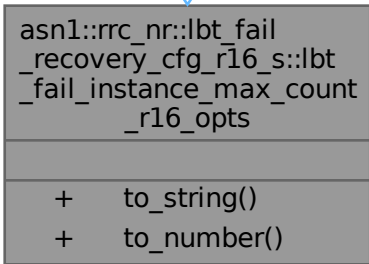 asn1::rrc_nr::lbt_fail
_recovery_cfg_r16_s::lbt
_fail_instance_max_count
_r16_opts
+ to_string()
+ to_number()